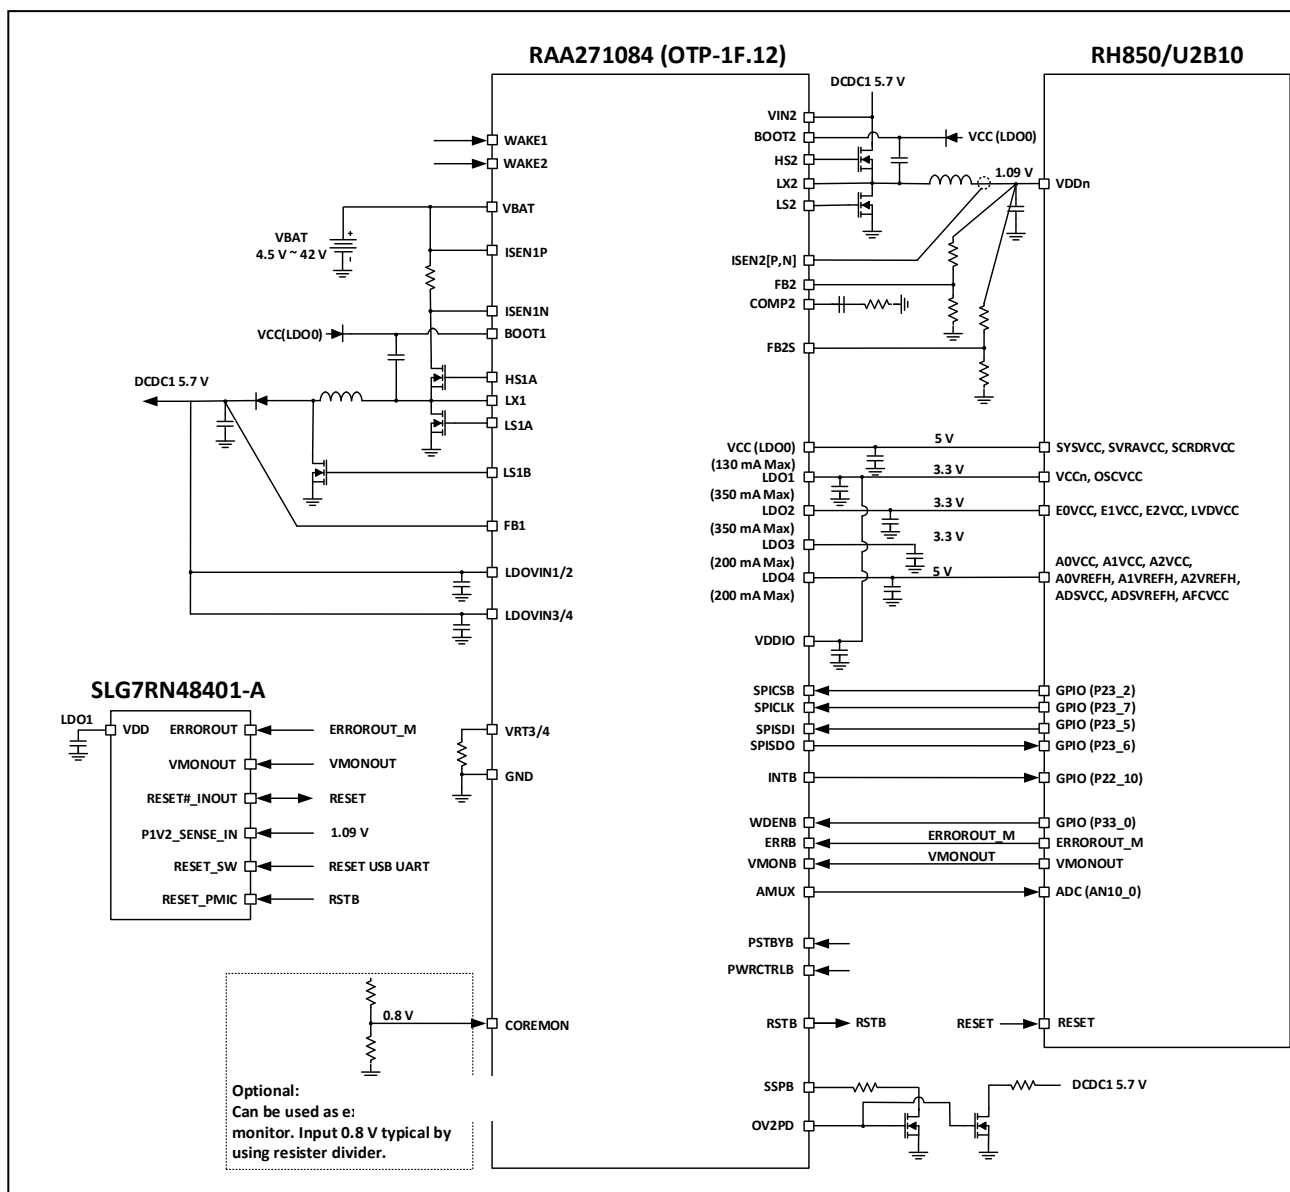 RAA271084 (OTP-1F.12)
RH850/U2B10
WAKE1
WAKE2
VBAT
VBAT
4.5 V ~ 42 V
+
-
ISEN1P
ISEN1N
VCC(LDO0)
BOOT1
DCDC1 5.7 V
HS1A
LX1
LS1A
LS1B
FB1
LDOVIN1/2
LDOVIN3/4
VRT3/4
GND
DCDC1 5.7 V
VIN2
BOOT2
VCC (LDO0)
HS2
LX2
1.09 V
VDDn
LS2
ISEN2[P,N]
FB2
COMP2
FB2S
VCC (LDO0)
(130 mA Max)
5 V
SYSVCC, SVRAVCC, SCRDRVCC
LDO1
(350 mA Max)
3.3 V
VCCn, OSCVCC
LDO2
(350 mA Max)
3.3 V
E0VCC, E1VCC, E2VCC, LVDVCC
LDO3
(200 mA Max)
3.3 V
LDO4
(200 mA Max)
5 V
A0VCC, A1VCC, A2VCC,
A0VREFH, A1VREFH, A2VREFH,
ADSVCC, ADSVREFH, AFCVCC
VDDIO
SPICSB
GPIO (P23_2)
SPICLK
GPIO (P23_7)
SPISDI
GPIO (P23_5)
SPISDO
GPIO (P23_6)
INTB
GPIO (P22_10)
WDENB
GPIO (P33_0)
ERRB
ERROROUT_M
ERROROUT_M
VMONB
VMONOUT
VMONOUT
AMUX
ADC (AN10_0)
PSTBYB
PWRCTRLB
RSTB
RSTB
RESET
RESET
SSPB
DCDC1 5.7 V
OV2PD
SLG7RN48401-A
LDO1
VDD
ERROROUT
ERROROUT_M
VMONOUT
VMONOUT
RESET#_INOUT
RESET
P1V2_SENSE_IN
1.09 V
RESET_SW
RESET USB UART
RESET_PMIC
RSTB
0.8 V
COREMON
Optional:
Can be used as
monitor. Input 0.8 V typical by
using resister divider.